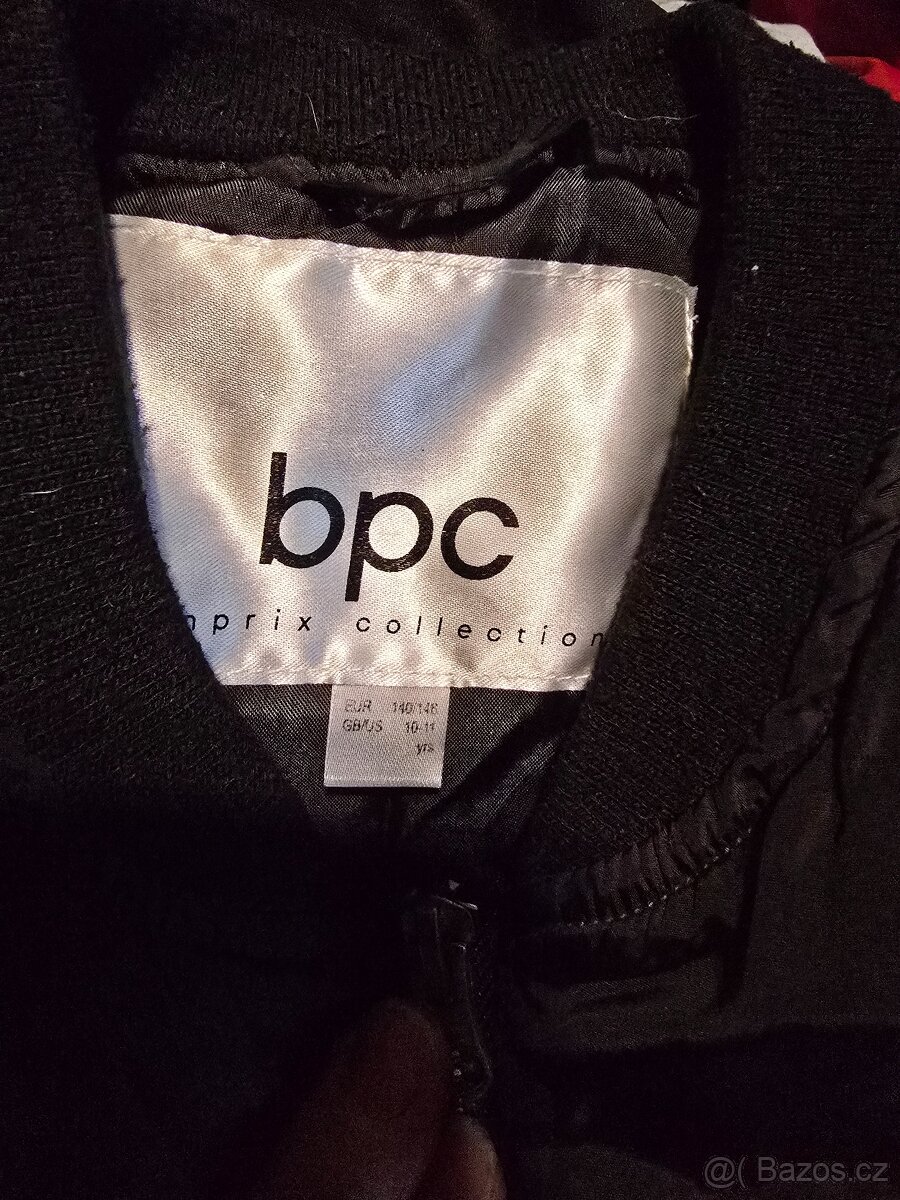 bpc
nprix collection
EUR 140/146
GB/US 10-11
yrs
@( Bazos.cz